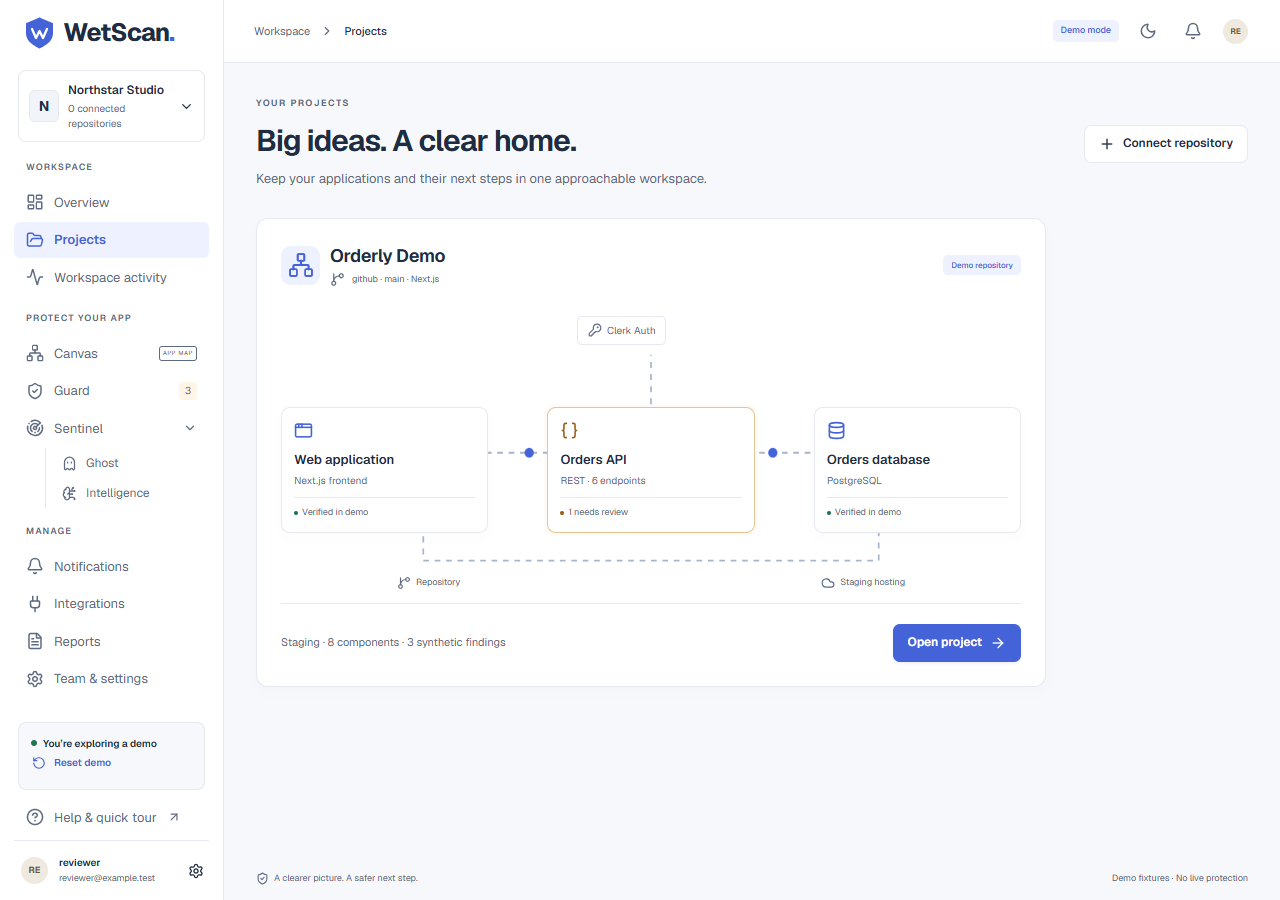 WetScan.
N
Northstar Studio
0 connected
repositories
WORKSPACE
Overview
Projects
Workspace activity
PROTECT YOUR APP
Canvas
APP MAP
Guard
3
Sentinel
Ghost
Intelligence
MANAGE
Notifications
Integrations
Reports
Team & settings
You're exploring a demo
Reset demo
Help & quick tour
RE
reviewer
reviewer@example.test
Workspace
Projects
Demo mode
RE
YOUR PROJECTS
Big ideas. A clear home.
Keep your applications and their next steps in one approachable workspace.
Connect repository
Orderly Demo
github · main · Next.js
Demo repository
Clerk Auth
Web application
Next.js frontend
Verified in demo
Orders API
REST · 6 endpoints
1 needs review
Orders database
PostgreSQL
Verified in demo
Repository
Staging hosting
Staging · 8 components · 3 synthetic findings
Open project
A clearer picture. A safer next step.
Demo fixtures · No live protection